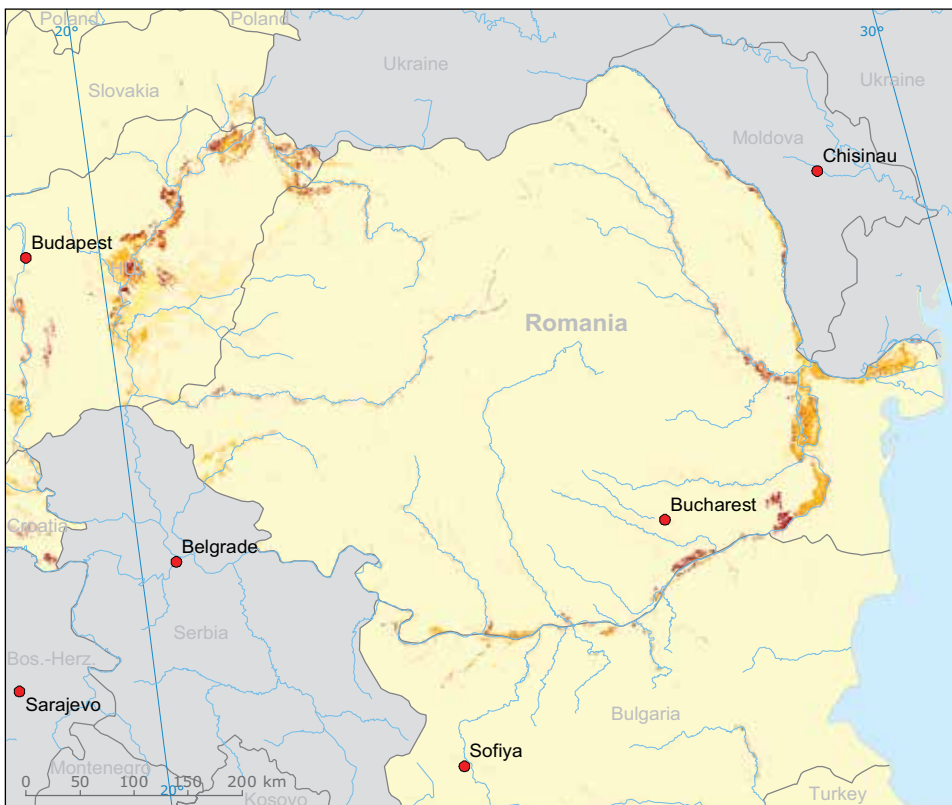 Poland
Poland
20°
30°
Ukraine
Ukraine
Slovakia
Moldova
Chisinau
Budapest
Romania
Bucharest
Croatia
Belgrade
Serbia
Bos.-Herz.
Sarajevo
Bulgaria
Sofiya
Montenegro
0 50 100 150 200 km
20°
Kosovo
Turkey